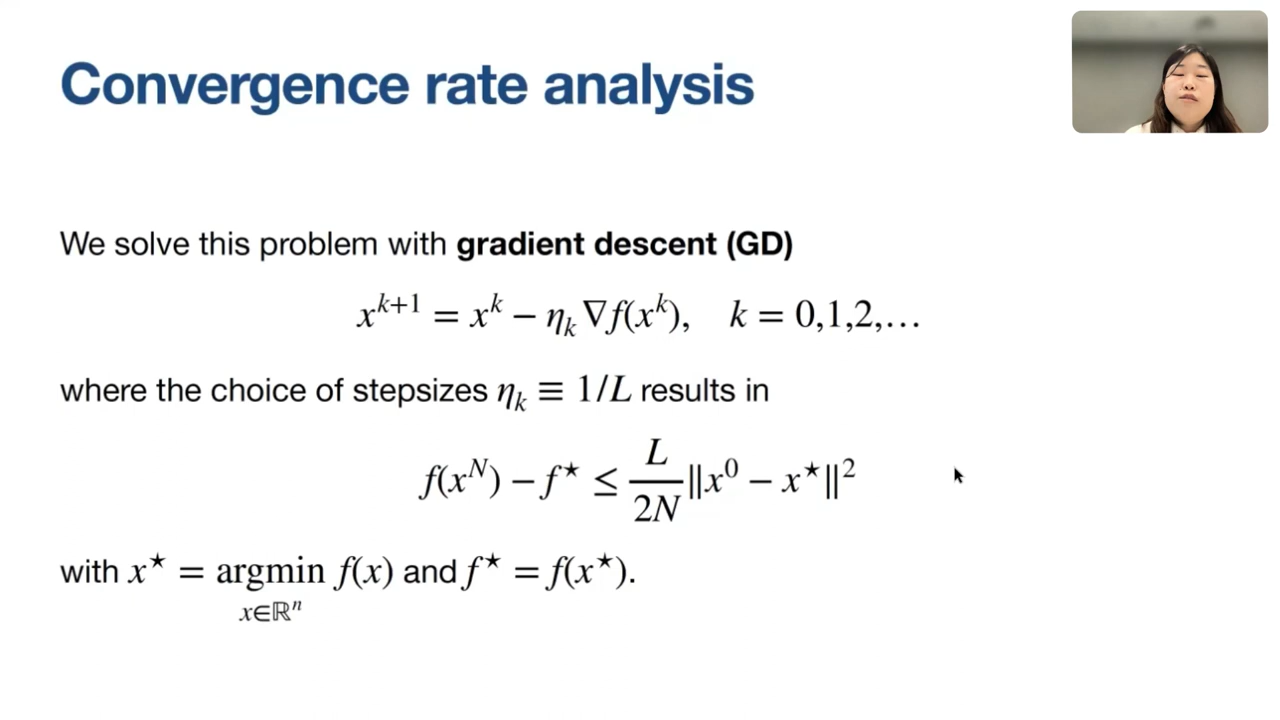 Convergence rate analysis
We solve this problem with gradient descent (GD)
x^{k+1} = x^k − η_k ∇f(x^k),  k = 0,1,2,…
where the choice of stepsizes η_k ≡ 1/L results in
f(x^N) − f^⋆ ≤ \frac{L}{2N} ||x^0 − x^⋆||^2
with x^⋆ = argmin_{x∈ℝ^n} f(x) and f^⋆ = f(x^⋆).